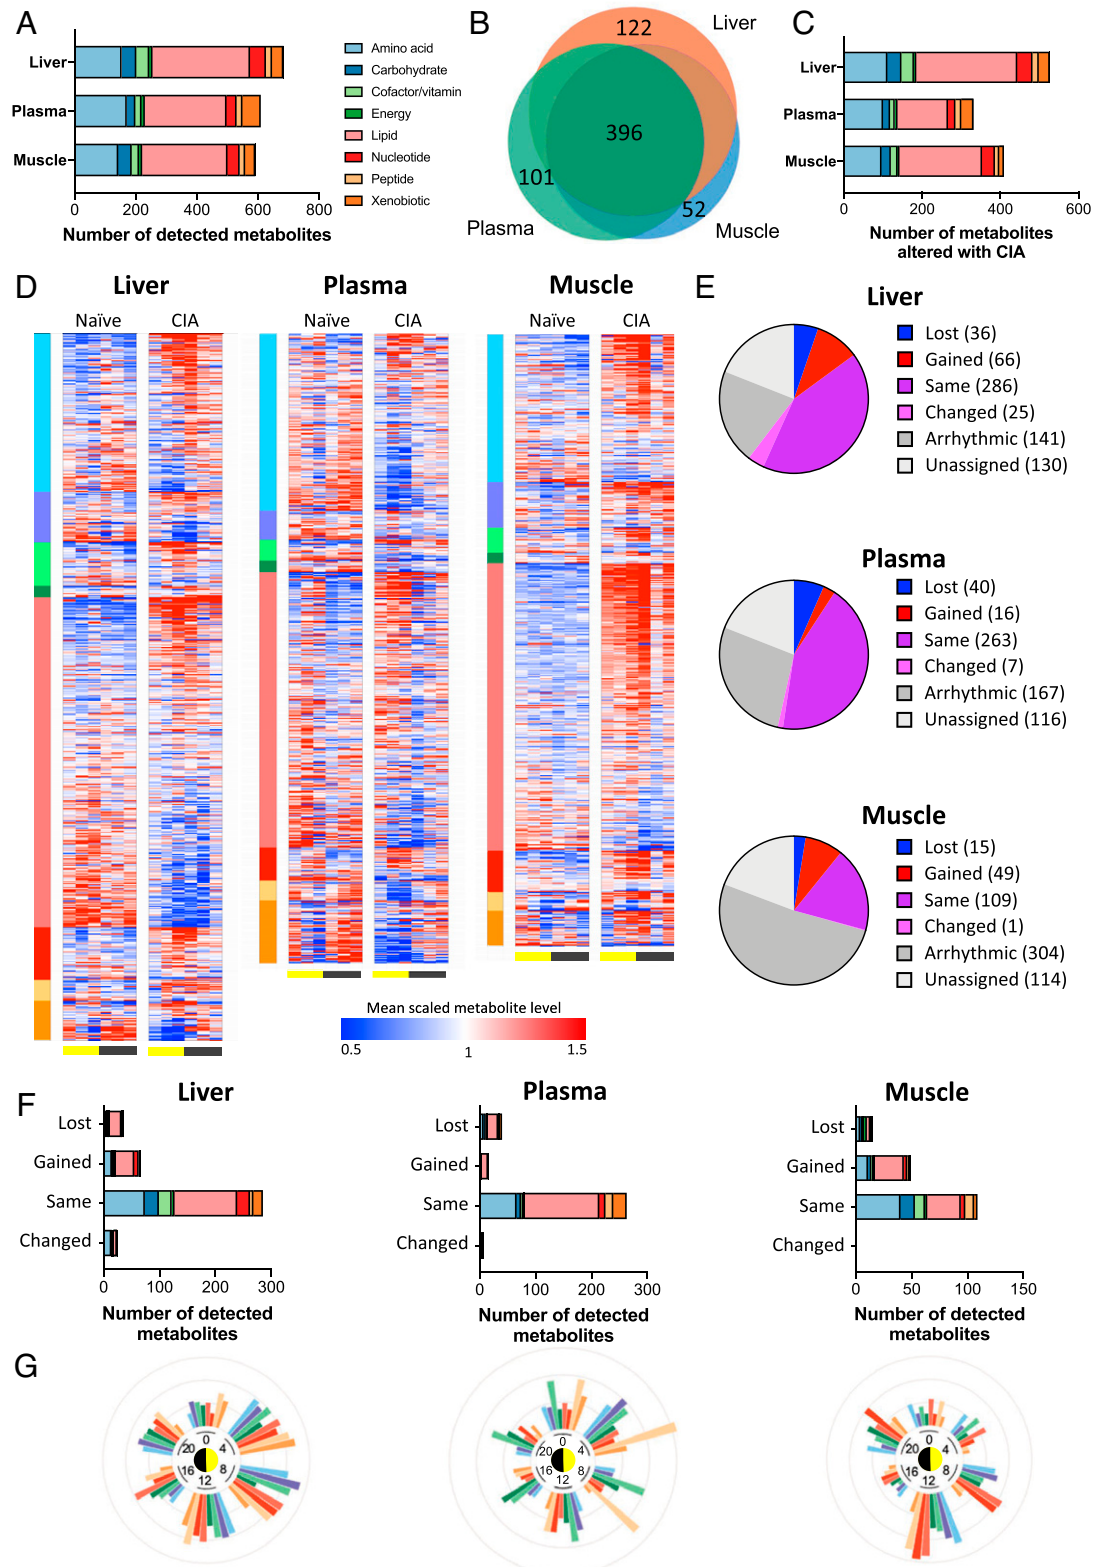 A
Liver
Plasma
Muscle
0 200 400 600 800
Number of detected metabolites
Amino acid
Carbohydrate
Cofactor/vitamin
Energy
Lipid
Nucleotide
Peptide
Xenobiotic
B
122
Liver
396
101
52
Plasma
Muscle
C
Liver
Plasma
Muscle
0 200 400 600
Number of metabolites
altered with CIA
D
Liver Plasma Muscle
Naïve CIA Naïve CIA Naïve CIA
Mean scaled metabolite level
0.5 1 1.5
E
Liver
Lost (36)
Gained (66)
Same (286)
Changed (25)
Arrhythmic (141)
Unassigned (130)
Plasma
Lost (40)
Gained (16)
Same (263)
Changed (7)
Arrhythmic (167)
Unassigned (116)
Muscle
Lost (15)
Gained (49)
Same (109)
Changed (1)
Arrhythmic (304)
Unassigned (114)
F
Liver
Lost
Gained
Same
Changed
0 100 200 300
Number of detected
metabolites
Plasma
Lost
Gained
Same
Changed
0 100 200 300
Number of detected
metabolites
Muscle
Lost
Gained
Same
Changed
0 50 100 150
Number of detected
metabolites
G
0 4 8 12 16 20
0 4 8 12 16 20
0 4 8 12 16 20